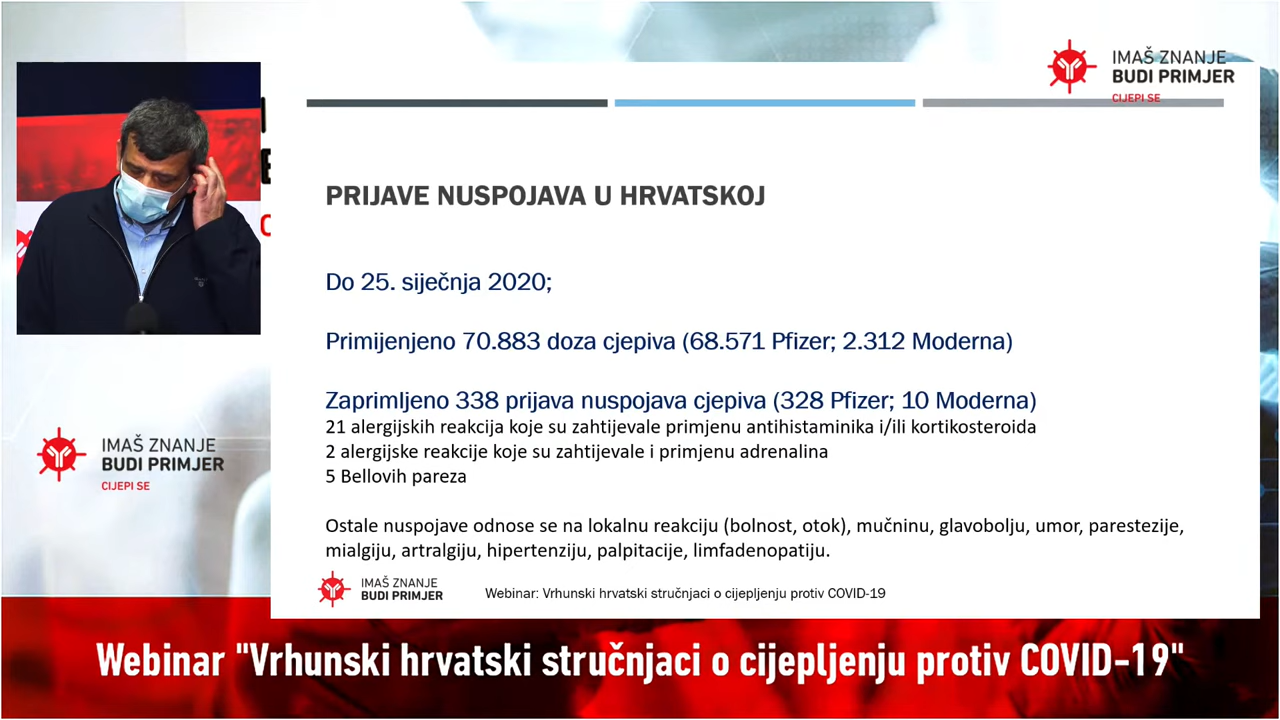 IMAŠ ZNANJE
BUDI PRIMJER
CIJEPI SE
PRIJAVE NUSPOJAVA U HRVATSKOJ
Do 25. siječnja 2020;
Primijenjeno 70.883 doza cjepiva (68.571 Pfizer; 2.312 Moderna)
Zaprimljeno 338 prijava nuspojava cjepiva (328 Pfizer; 10 Moderna)
21 alergijskih reakcija koje su zahtijevale primjenu antihistaminika i/ili kortikosteroida
2 alergijske reakcije koje su zahtijevale i primjenu adrenalina
5 Bellovih pareza
Ostale nuspojave odnose se na lokalnu reakciju (bolnost, otok), mučninu, glavobolju, umor, parestezije,
mialgiju, artralgiju, hipertenziju, palpitacije, limfadenopatiju.
IMAŠ ZNANJE
BUDI PRIMJER
CIJEPI SE
IMAŠ ZNANJE
BUDI PRIMJER
Webinar: Vrhunski hrvatski stručnjaci o cijepljenju protiv COVID-19
Webinar "Vrhunski hrvatski stručnjaci o cijepljenju protiv COVID-19"